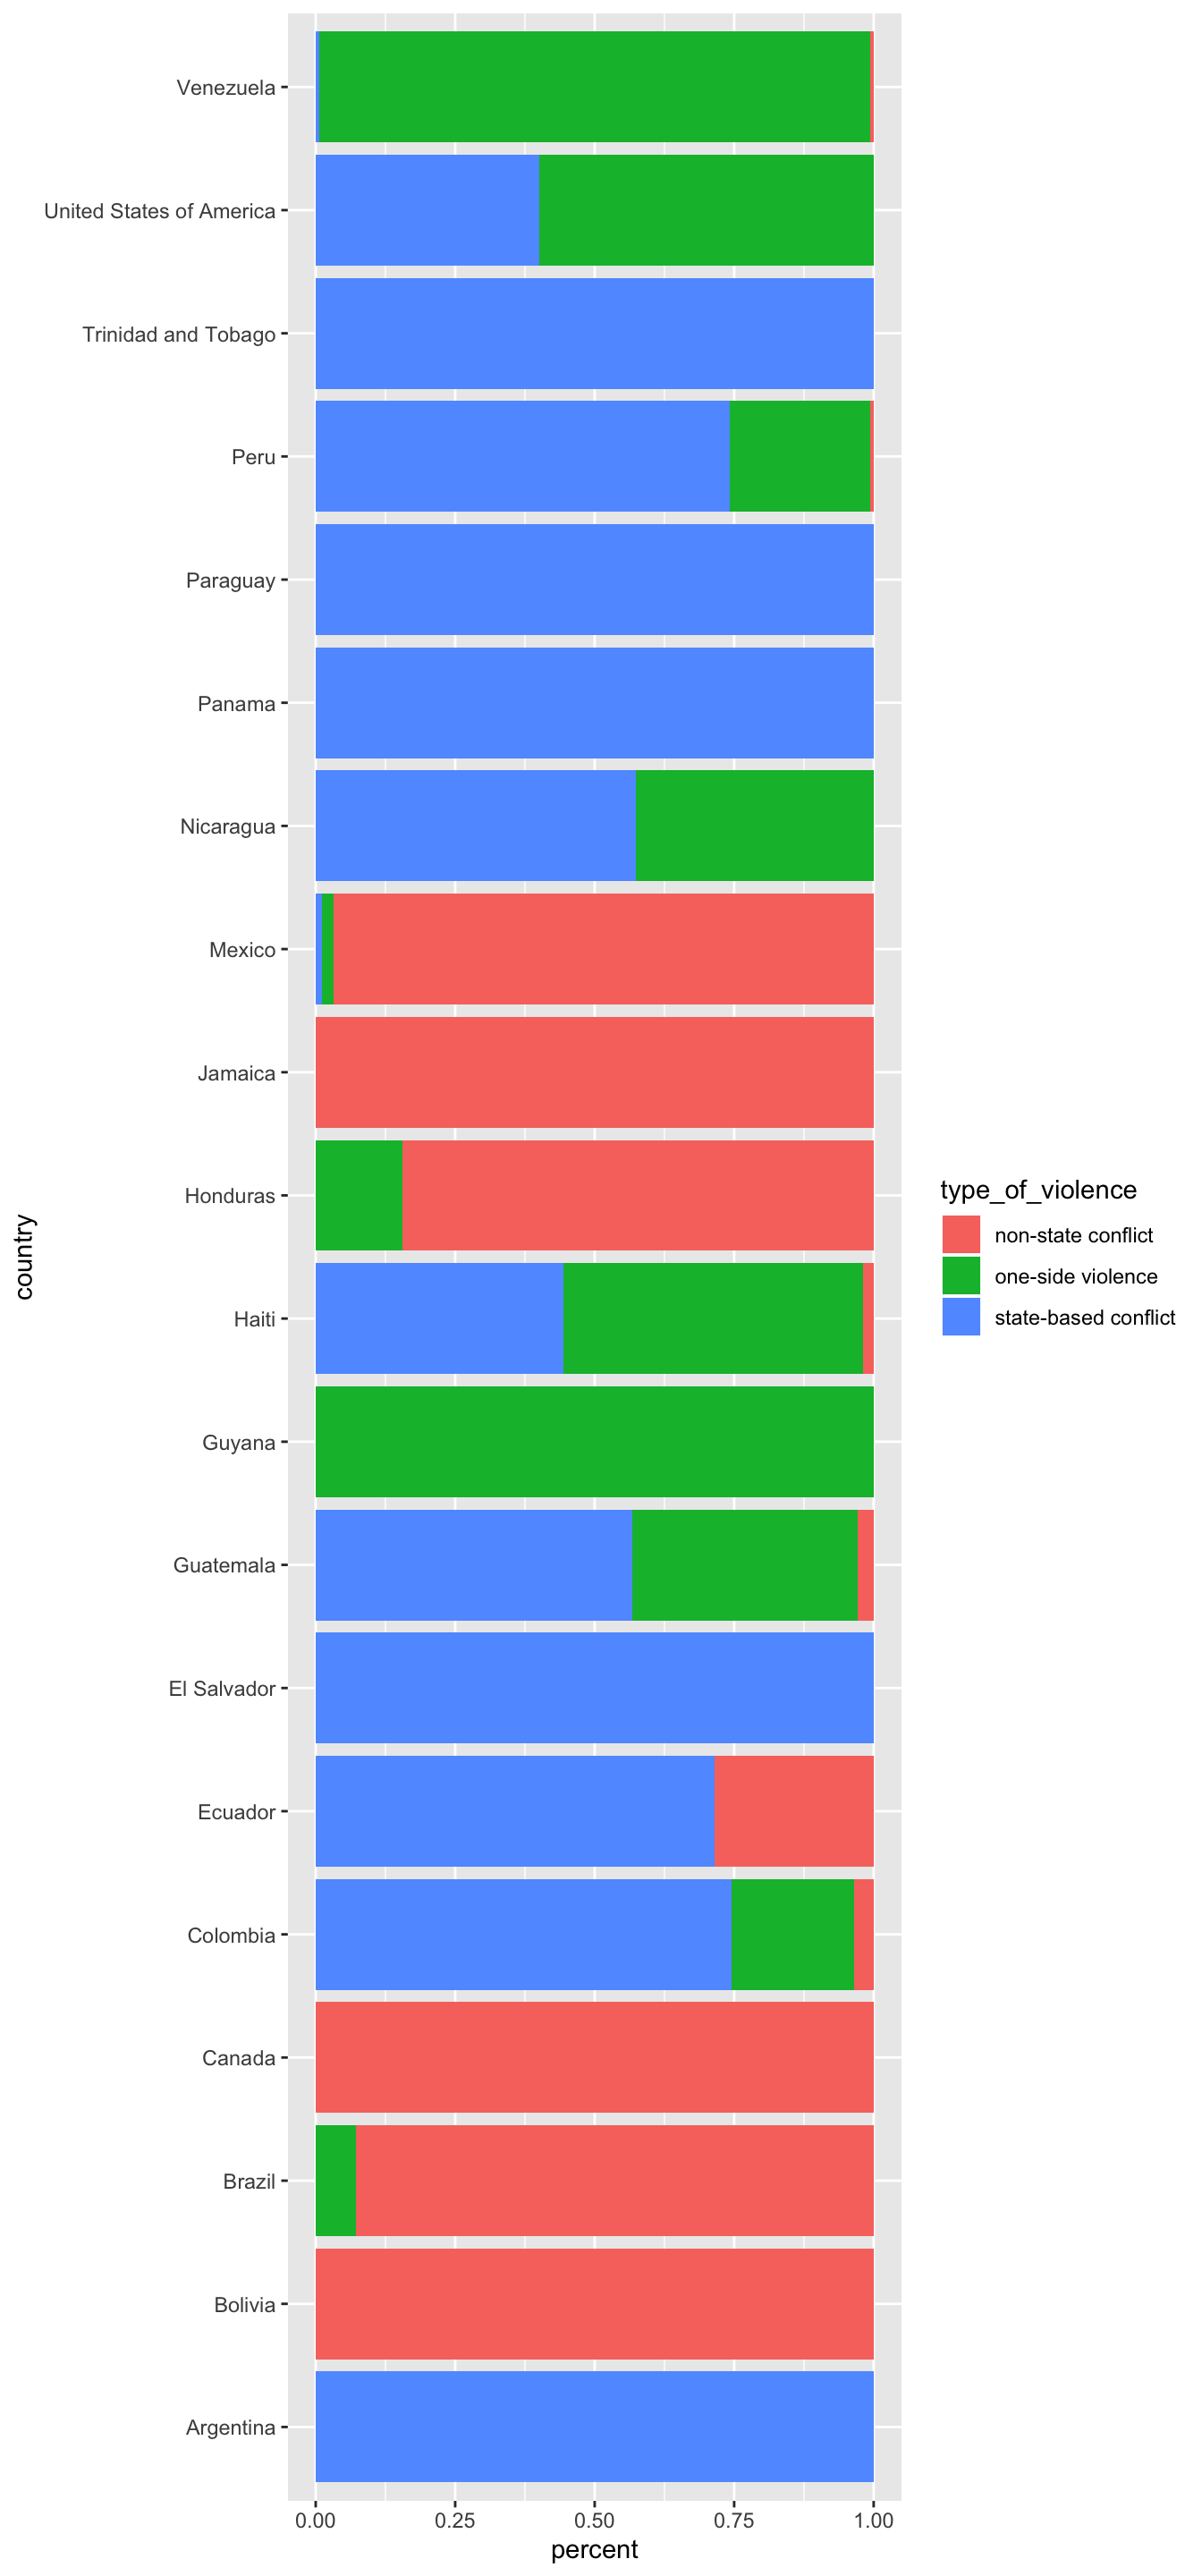 Venezuela
United States of America
Trinidad and Tobago
Peru
Paraguay
Panama
Nicaragua
Mexico
Jamaica
Honduras
Haiti
Guyana
Guatemala
El Salvador
Ecuador
Colombia
Canada
Brazil
Bolivia
Argentina
country
0.00 0.25 0.50 0.75 1.00
percent
type_of_violence
non-state conflict
one-side violence
state-based conflict